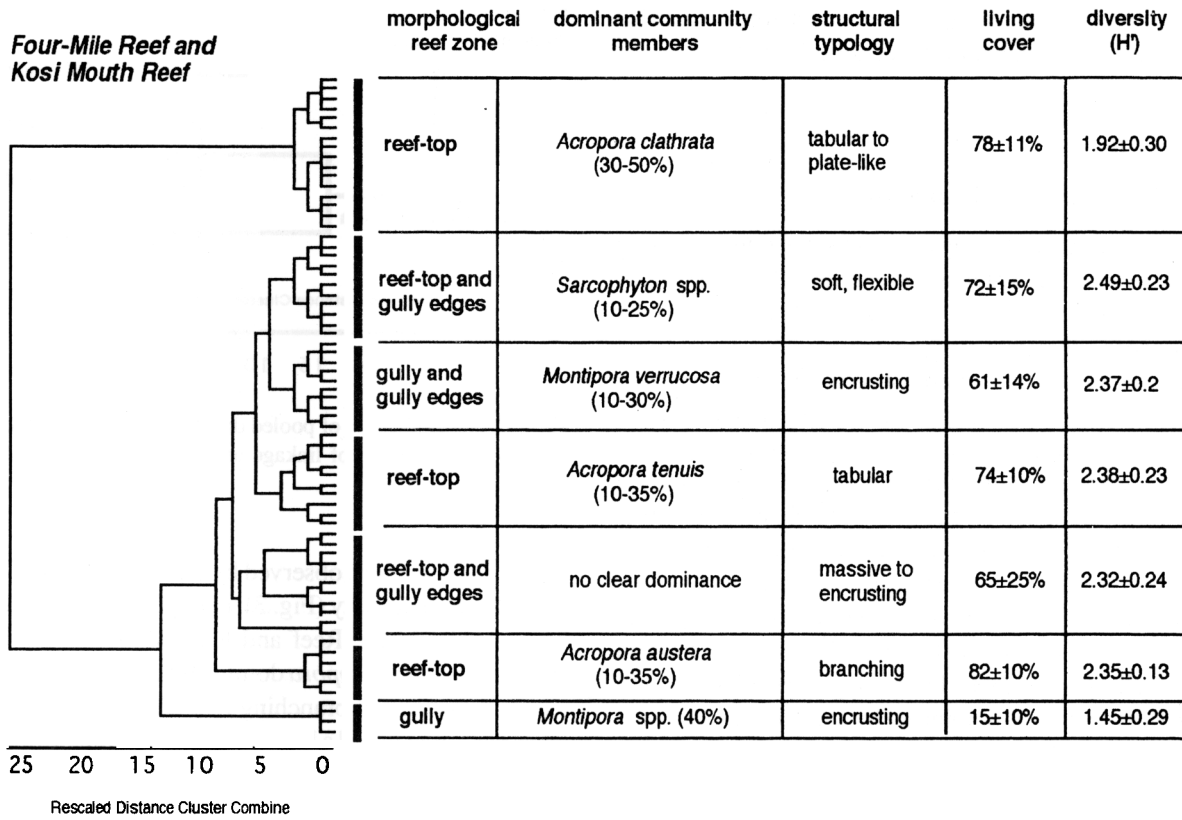 Four-Mile Reef and
Kosi Mouth Reef
morphological
reef zone
dominant community
members
structural
typology
living
cover
diversity
(H')
reef-top
Acropora clathrata
(30-50%)
tabular to
plate-like
78±11%
1.92±0.30
reef-top and
gully edges
Sarcophyton spp.
(10-25%)
soft, flexible
72±15%
2.49±0.23
gully and
gully edges
Montipora verrucosa
(10-30%)
encrusting
61±14%
2.37±0.2
reef-top
Acropora tenuis
(10-35%)
tabular
74±10%
2.38±0.23
reef-top and
gully edges
no clear dominance
massive to
encrusting
65±25%
2.32±0.24
reef-top
Acropora austera
(10-35%)
branching
82±10%
2.35±0.13
gully
Montipora spp. (40%)
encrusting
15±10%
1.45±0.29
25 20 15 10 5 0
Rescaled Distance Cluster Combine